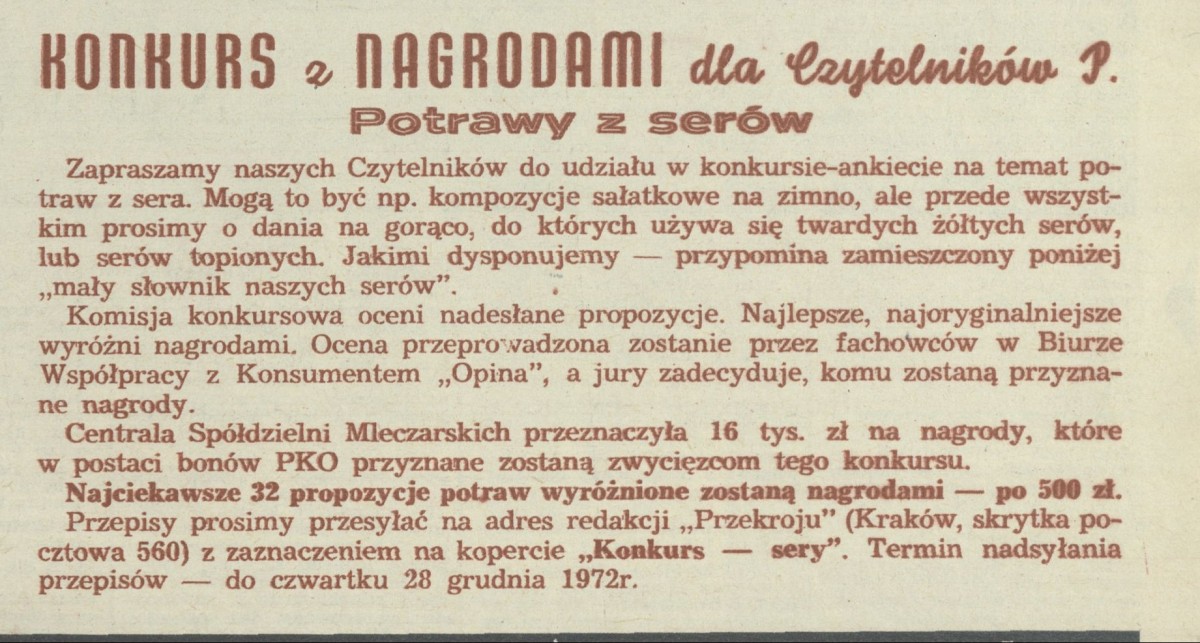 KONKURS z NAGRODAMI dla Czytelników P.
Potrawy z serów
Zapraszamy naszych Czytelników do udziału w konkursie-ankiecie na temat po-
traw z sera. Mogą to być np. kompozycje sałatkowe na zimno, ale przede wszyst-
kim prosimy o dania na gorąco, do których używa się twardych żółtych serów,
lub serów topionych. Jakimi dysponujemy — przypomina zamieszczony poniżej
„mały słownik naszych serów”.
Komisja konkursowa oceni nadesłane propozycje. Najlepsze, najoryginalniejsze
wyróżni nagrodami. Ocena przeprowadzona zostanie przez fachowców w Biurze
Współpracy z Konsumentem „Opina”, a jury zadecyduje, komu zostaną przyzna-
ne nagrody.
Centrala Spółdzielni Mleczarskich przeznaczyła 16 tys. zł na nagrody, które
w postaci bonów PKO przyznane zostaną zwycięzcom tego konkursu.
Najciekawsze 32 propozycje potraw wyróżnione zostaną nagrodami — po 500 zł.
Przepisy prosimy przesyłać na adres redakcji „Przekroju” (Kraków, skrytka po-
cztowa 560) z zaznaczeniem na kopercie „Konkurs — sery”. Termin nadsyłania
przepisów — do czwartku 28 grudnia 1972r.